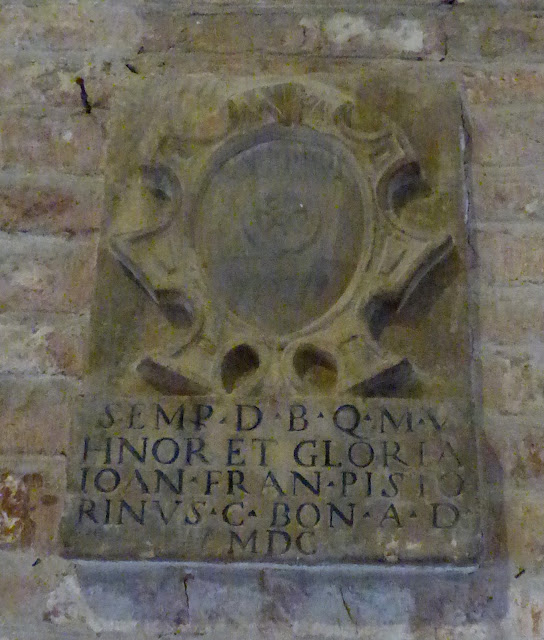 SEMP·D·B·Q·M·V
HNOR ET GLORIA
IOAN·FRAN·PISTO
RINVS·C·BON·A·D·
MDC